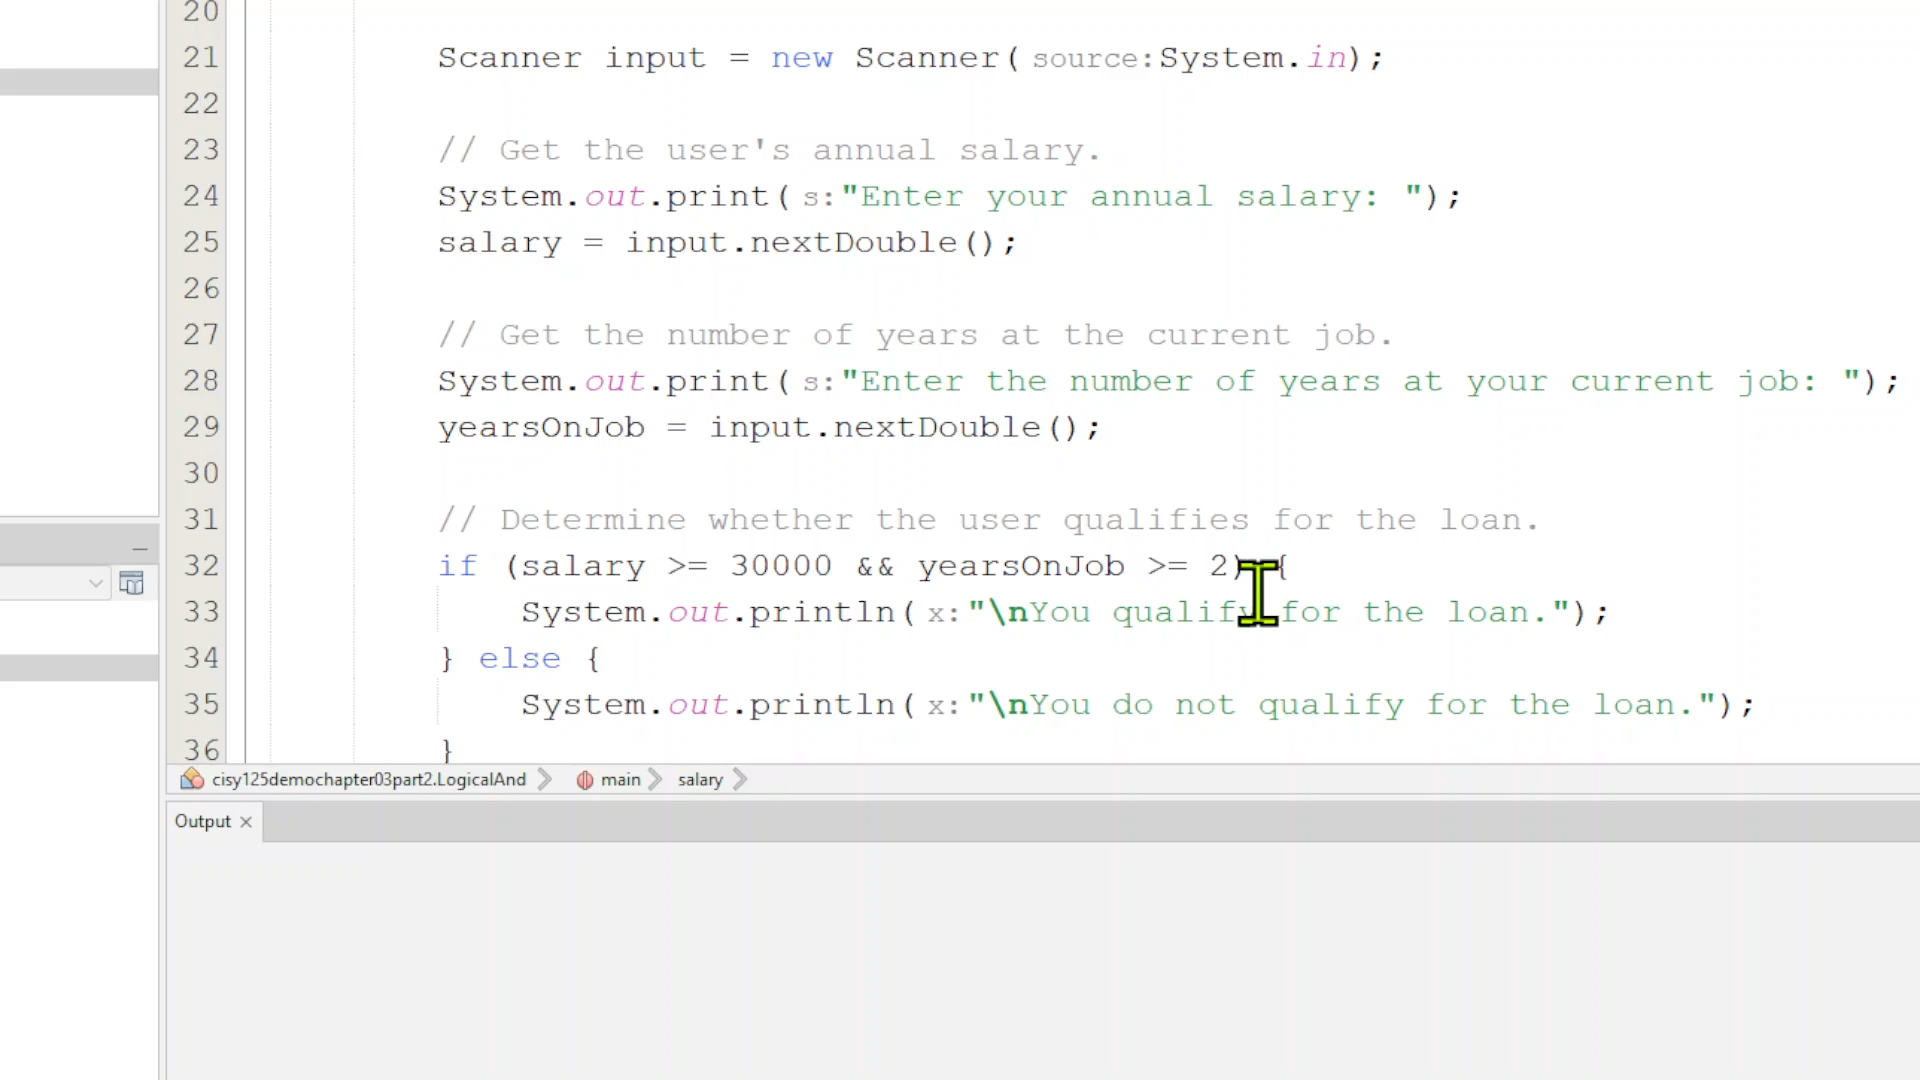 20
21 Scanner input = new Scanner( source:System.in);
22
23 // Get the user's annual salary.
24 System.out.print( s:"Enter your annual salary: ");
25 salary = input.nextDouble();
26
27 // Get the number of years at the current job.
28 System.out.print( s:"Enter the number of years at your current job: ");
29 yearsOnJob = input.nextDouble();
30
31 // Determine whether the user qualifies for the loan.
32 if (salary >= 30000 && yearsOnJob >= 2) {
33 System.out.println( x:"\nYou qualify for the loan.");
34 } else {
35 System.out.println( x:"\nYou do not qualify for the loan.");
36 }
cisy125demochapter03part2.LogicalAnd main salary
Output